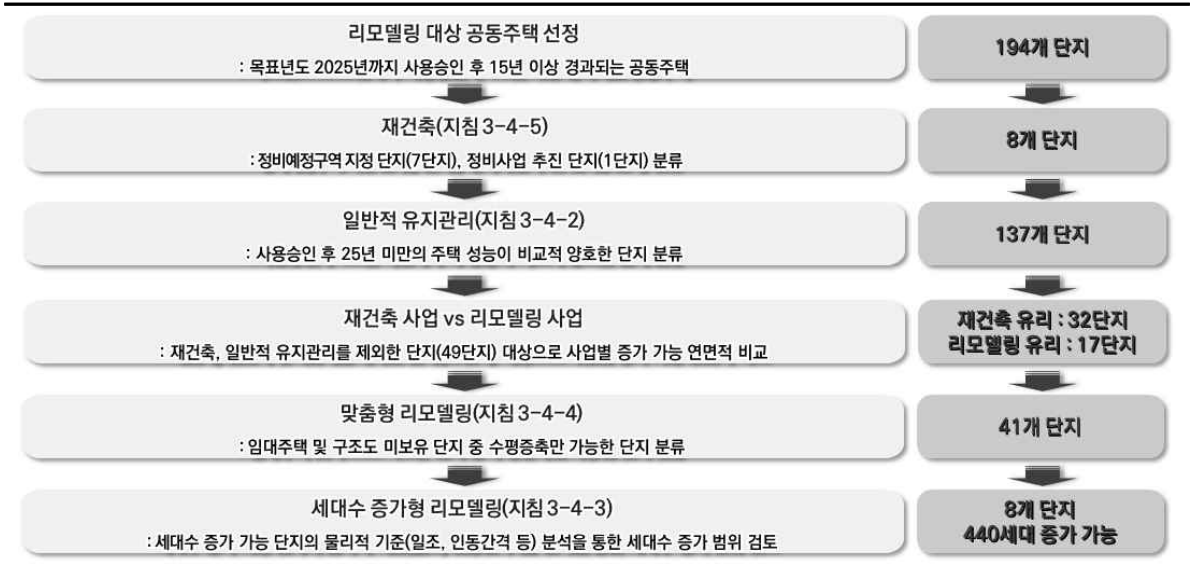 리모델링 대상 공동주택 선정
: 목표년도 2025년까지 사용승인 후 15년 이상 경과되는 공동주택
194개 단지
재건축(지침 3-4-5)
: 정비예정구역 지정 단지(7단지), 정비사업 추진 단지(1단지) 분류
8개 단지
일반적 유지관리(지침 3-4-2)
: 사용승인 후 25년 미만의 주택 성능이 비교적 양호한 단지 분류
137개 단지
재건축 사업 vs 리모델링 사업
: 재건축, 일반적 유지관리를 제외한 단지(49단지) 대상으로 사업별 증가 가능 연면적 비교
재건축 유리 : 32단지
리모델링 유리 : 17단지
맞춤형 리모델링(지침 3-4-4)
: 임대주택 및 구조도 미보유 단지 중 수평증축만 가능한 단지 분류
41개 단지
세대수 증가형 리모델링(지침 3-4-3)
: 세대수 증가 가능 단지의 물리적 기준(일조, 인동간격 등) 분석을 통한 세대수 증가 범위 검토
8개 단지
440세대 증가 가능